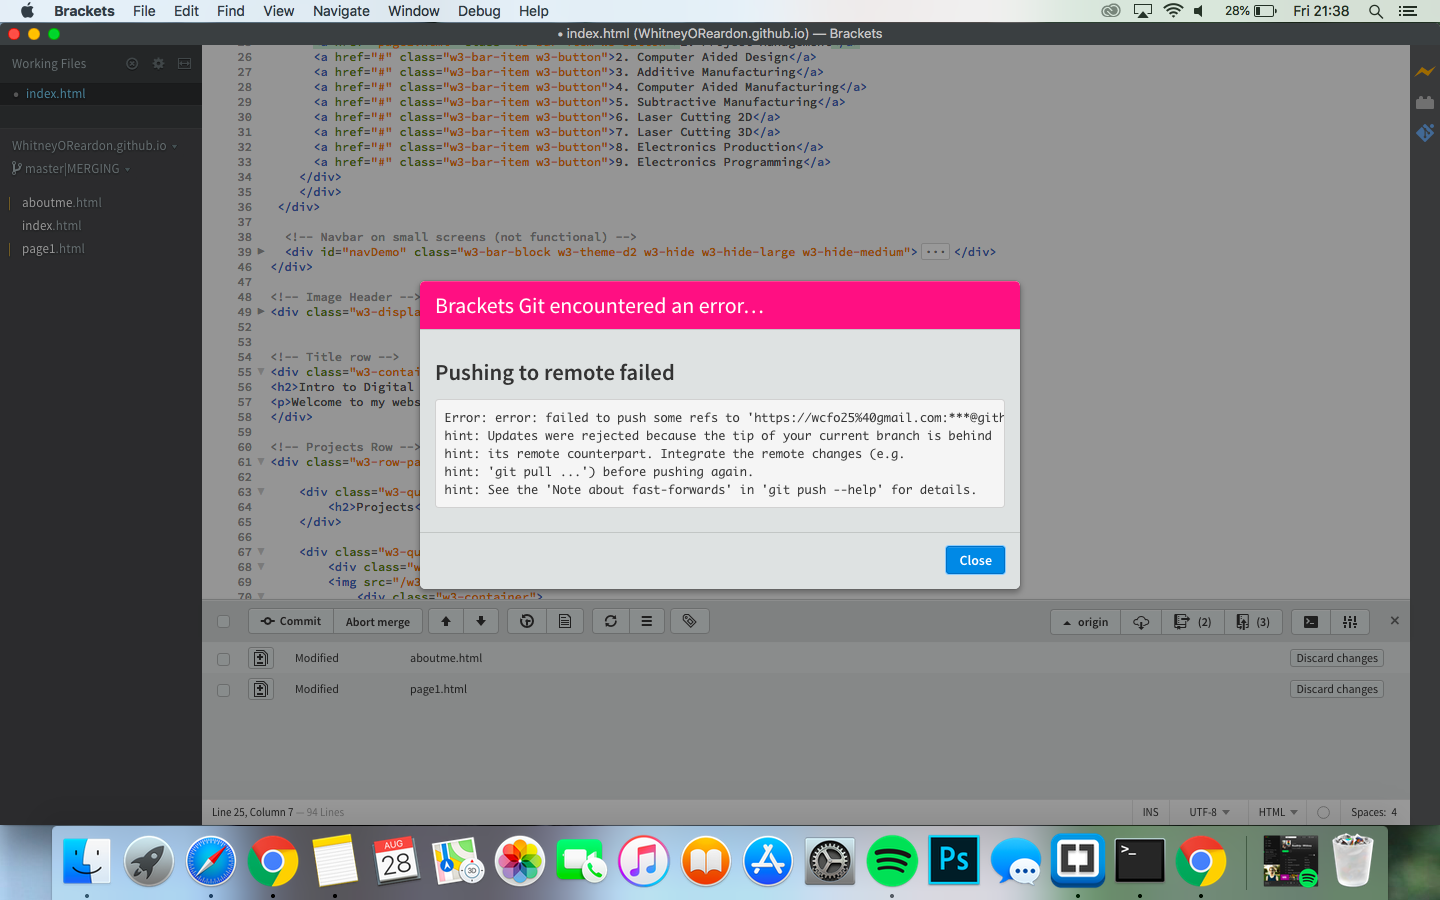 Brackets File Edit Find View Navigate Window Debug Help 28% Fri 21:38
• index.html (WhitneyOReardon.github.io) — Brackets
Working Files
• index.html
WhitneyOReardon.github.io
master|MERGING
aboutme.html
index.html
page1.html
26 <a href="#" class="w3-bar-item w3-button">2. Computer Aided Design</a>
27 <a href="#" class="w3-bar-item w3-button">3. Additive Manufacturing</a>
28 <a href="#" class="w3-bar-item w3-button">4. Computer Aided Manufacturing</a>
29 <a href="#" class="w3-bar-item w3-button">5. Subtractive Manufacturing</a>
30 <a href="#" class="w3-bar-item w3-button">6. Laser Cutting 2D</a>
31 <a href="#" class="w3-bar-item w3-button">7. Laser Cutting 3D</a>
32 <a href="#" class="w3-bar-item w3-button">8. Electronics Production</a>
33 <a href="#" class="w3-bar-item w3-button">9. Electronics Programming</a>
34 </div>
35 </div>
36 </div>
37
38 <!-- Navbar on small screens (not functional) -->
39 <div id="navDemo" class="w3-bar-block w3-theme-d2 w3-hide w3-hide-large w3-hide-medium"> ... </div>
46 </div>
47
48 <!-- Image Header -->
49 <div class="w3-displa
52
53
54 <!-- Title row -->
55 <div class="w3-contai
56 <h2>Intro to Digital
57 <p>Welcome to my webs
58 </div>
59
60 <!-- Projects Row -->
61 <div class="w3-row-pa
62
63 <div class="w3-qu
64 <h2>Projects<
65 </div>
66
67 <div class="w3-qu
68 <div class="w
69 <img src="/w3
70 <div class="w3-container">
Brackets Git encountered an error…
Pushing to remote failed
Error: error: failed to push some refs to 'https://wcfo25%40gmail.com:***@gith
hint: Updates were rejected because the tip of your current branch is behind
hint: its remote counterpart. Integrate the remote changes (e.g.
hint: 'git pull ...') before pushing again.
hint: See the 'Note about fast-forwards' in 'git push --help' for details.
Close
Commit Abort merge origin (2) (3)
Modified aboutme.html Discard changes
Modified page1.html Discard changes
Line 25, Column 7 — 94 Lines INS UTF-8 HTML Spaces: 4
AUG
28
3D
Ps
>_